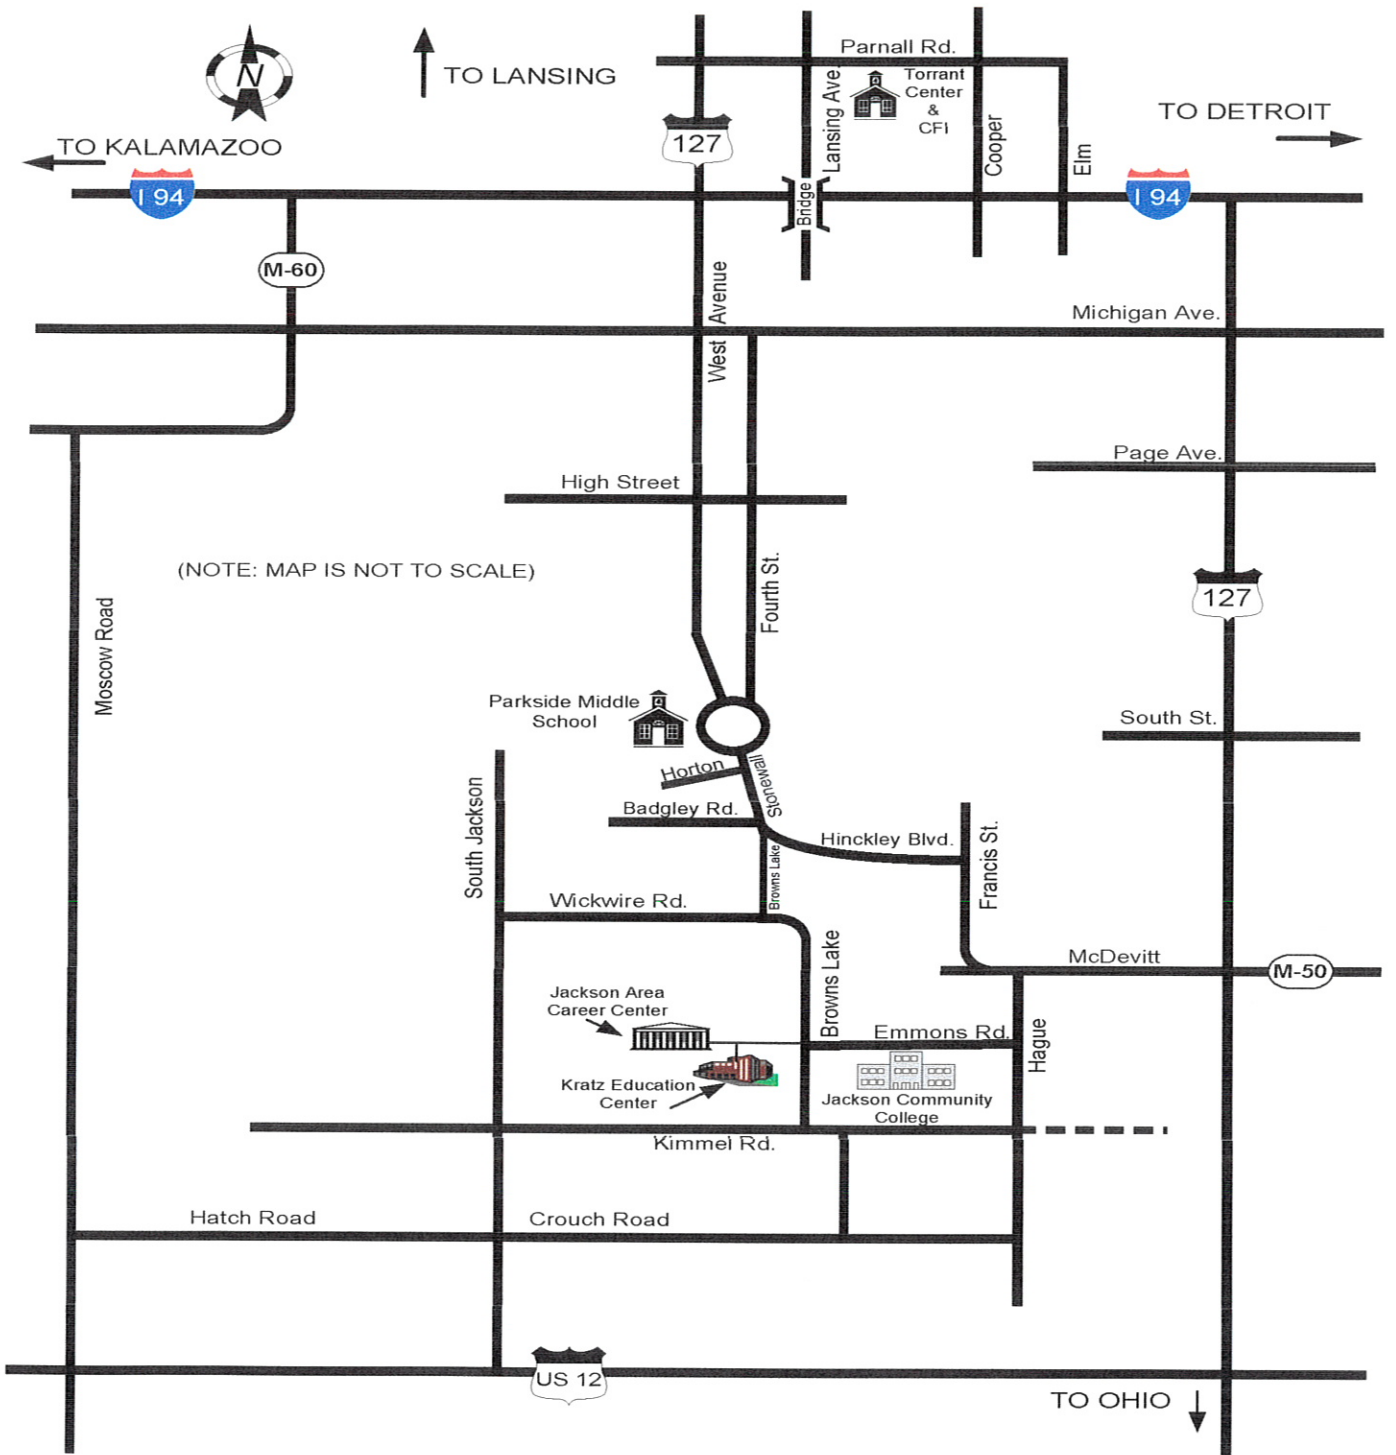 N
TO LANSING
TO KALAMAZOO
Parnall Rd.
Torrant
Center
&
CFI
TO DETROIT
127
Lansing Ave.
Cooper
Elm
I 94
Bridge
I 94
M-60
West Avenue
Michigan Ave.
Page Ave.
High Street
(NOTE: MAP IS NOT TO SCALE)
Fourth St.
127
Moscow Road
Parkside Middle
School
South St.
Horton
Stonewall
Badgley Rd.
Hinckley Blvd.
Francis St.
South Jackson
Browns Lake
Wickwire Rd.
Browns Lake
McDevitt
M-50
Jackson Area
Career Center
Emmons Rd.
Hague
Kratz Education
Center
Jackson Community
College
Kimmel Rd.
Hatch Road
Crouch Road
US 12
TO OHIO